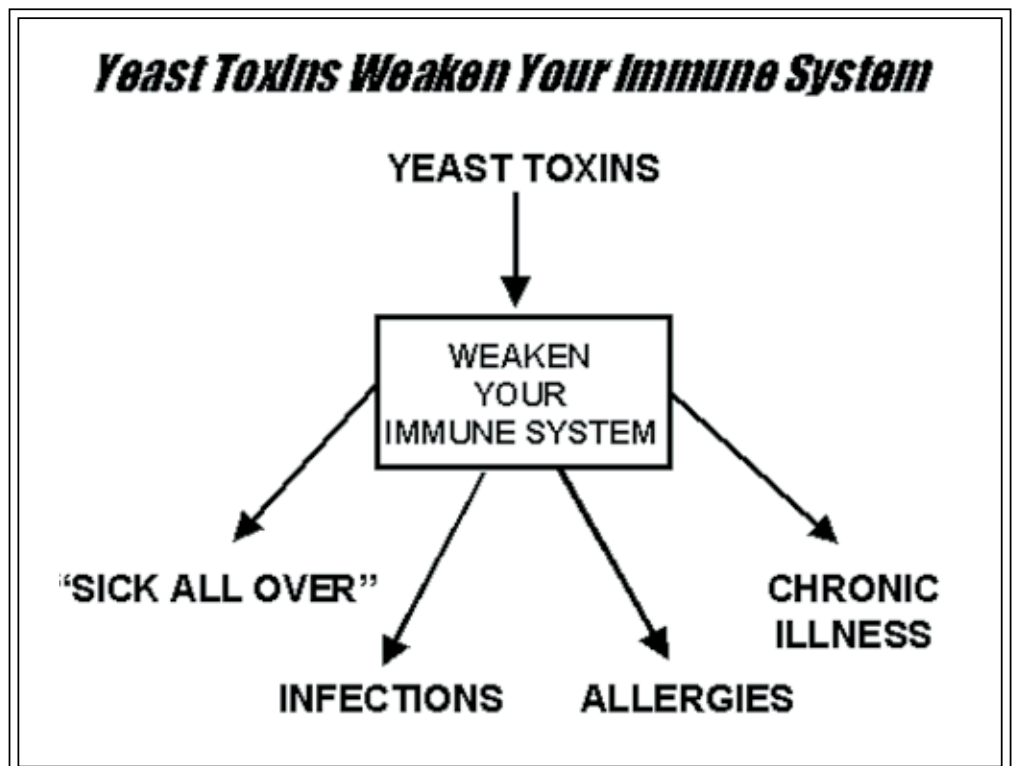 Yeast Toxins Weaken Your Immune System
YEAST TOXINS
WEAKEN
YOUR
IMMUNE SYSTEM
“SICK ALL OVER”
CHRONIC
ILLNESS
INFECTIONS
ALLERGIES